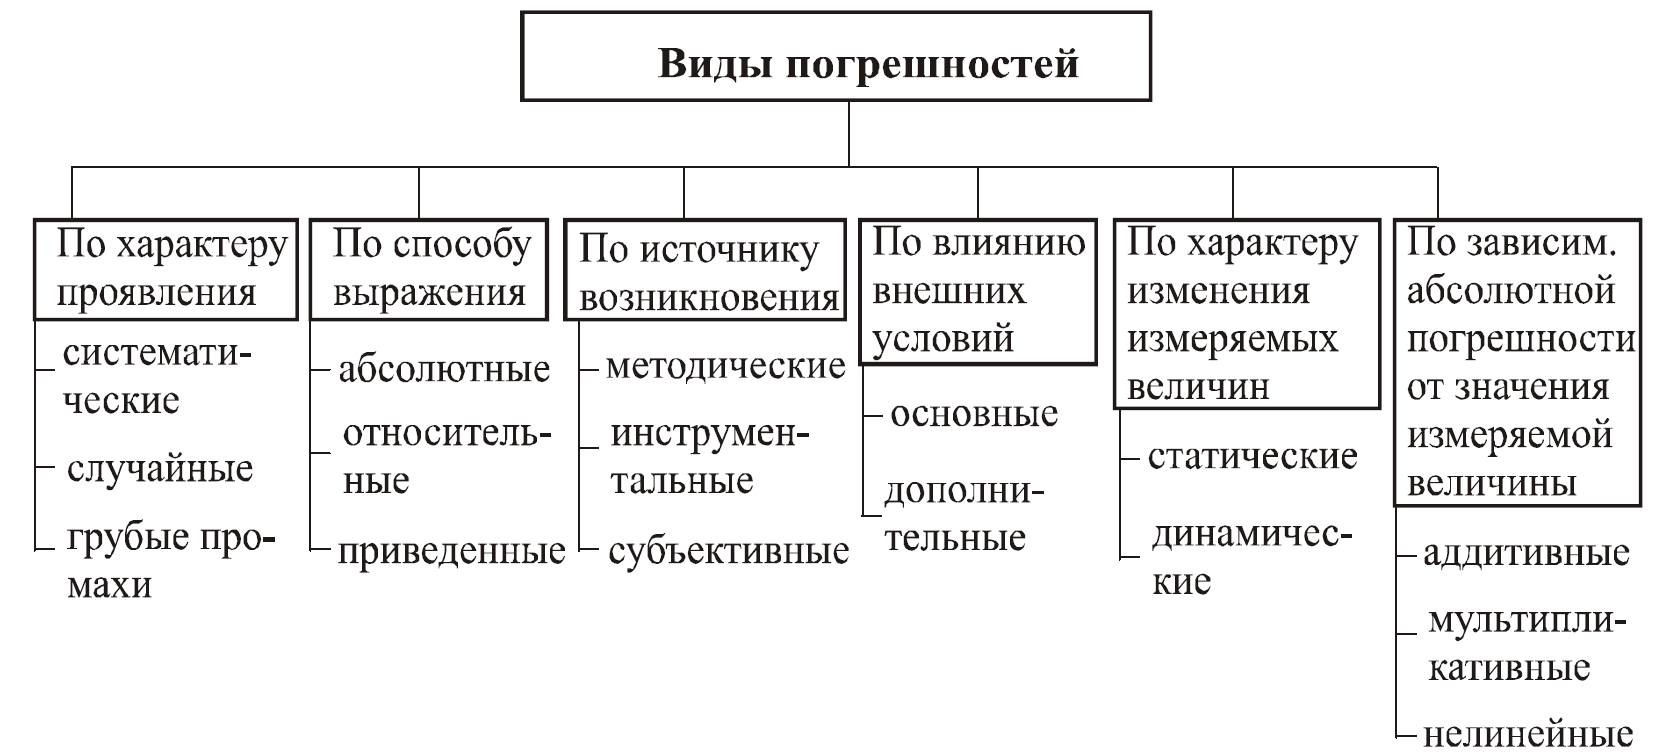 Виды погрешностей
По характеру
проявления
системати-
ческие
случайные
грубые про-
махи
По способу
выражения
абсолютные
относитель-
ные
приведенные
По источнику
возникновения
методические
инструмен-
тальные
субъективные
По влиянию
внешних
условий
основные
дополни-
тельные
По характеру
изменения
измеряемых
величин
статические
динамичес-
кие
По зависим.
абсолютной
погрешности
от значения
измеряемой
величины
аддитивные
мультипли-
кативные
нелинейные